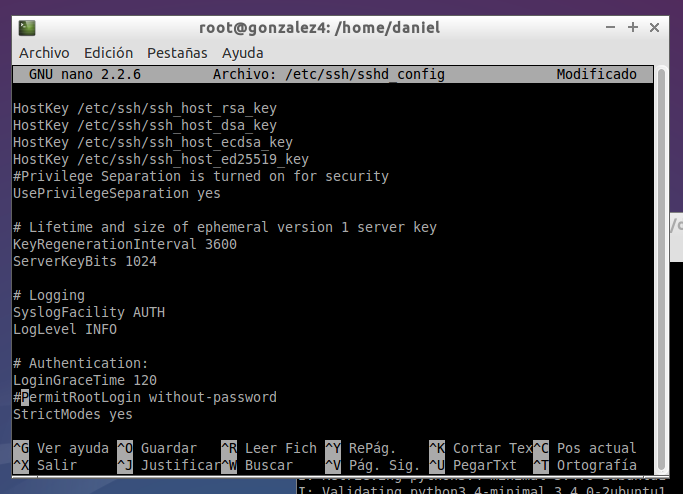 root@gonzalez4: /home/daniel
Archivo Edición Pestañas Ayuda
GNU nano 2.2.6 Archivo: /etc/ssh/sshd_config Modificado
HostKey /etc/ssh/ssh_host_rsa_key
HostKey /etc/ssh/ssh_host_dsa_key
HostKey /etc/ssh/ssh_host_ecdsa_key
HostKey /etc/ssh/ssh_host_ed25519_key
#Privilege Separation is turned on for security
UsePrivilegeSeparation yes
# Lifetime and size of ephemeral version 1 server key
KeyRegenerationInterval 3600
ServerKeyBits 1024
# Logging
SyslogFacility AUTH
LogLevel INFO
# Authentication:
LoginGraceTime 120
#PermitRootLogin without-password
StrictModes yes
^G Ver ayuda ^O Guardar ^R Leer Fich ^Y RePág. ^K Cortar Tex ^C Pos actual
^X Salir ^J Justificar ^W Buscar ^V Pág. Sig. ^U PegarTxt ^T Ortografía
I: Validating python3.4-minimal 3.4.0-2ubuntu1